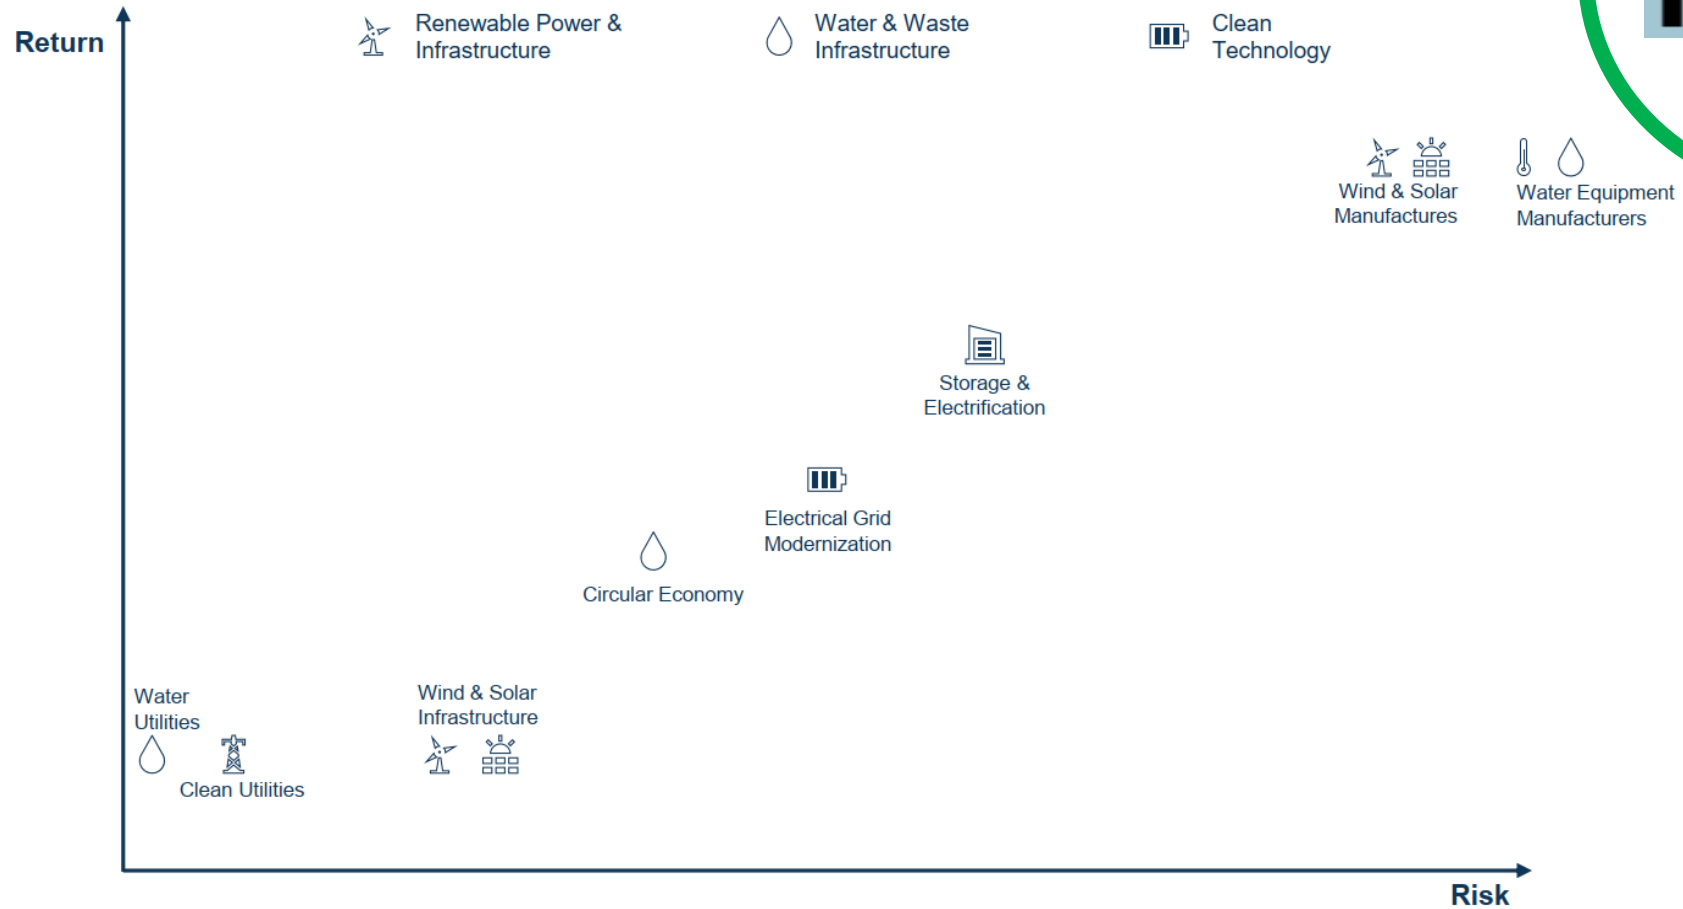 Return
Renewable Power &
Infrastructure
Water & Waste
Infrastructure
Clean
Technology
Wind & Solar
Manufactures
Water Equipment
Manufacturers
Storage &
Electrification
Electrical Grid
Modernization
Circular Economy
Water
Utilities
Clean Utilities
Wind & Solar
Infrastructure
Risk